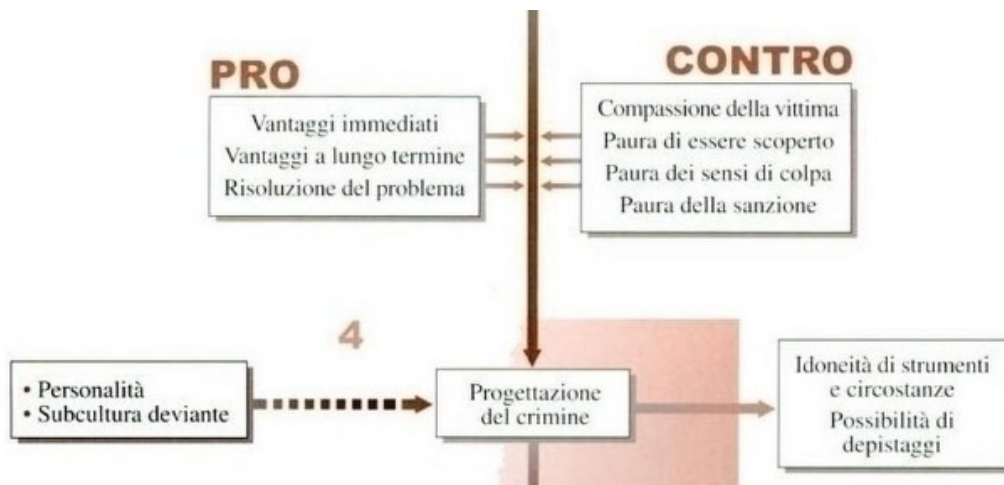 PRO
CONTRO
Vantaggi immediati
Vantaggi a lungo termine
Risoluzione del problema
Compassione della vittima
Paura di essere scoperto
Paura dei sensi di colpa
Paura della sanzione
4
• Personalità
• Subcultura deviante
Progettazione
del crimine
Idoneità di strumenti
e circostanze
Possibilità di
depistaggi